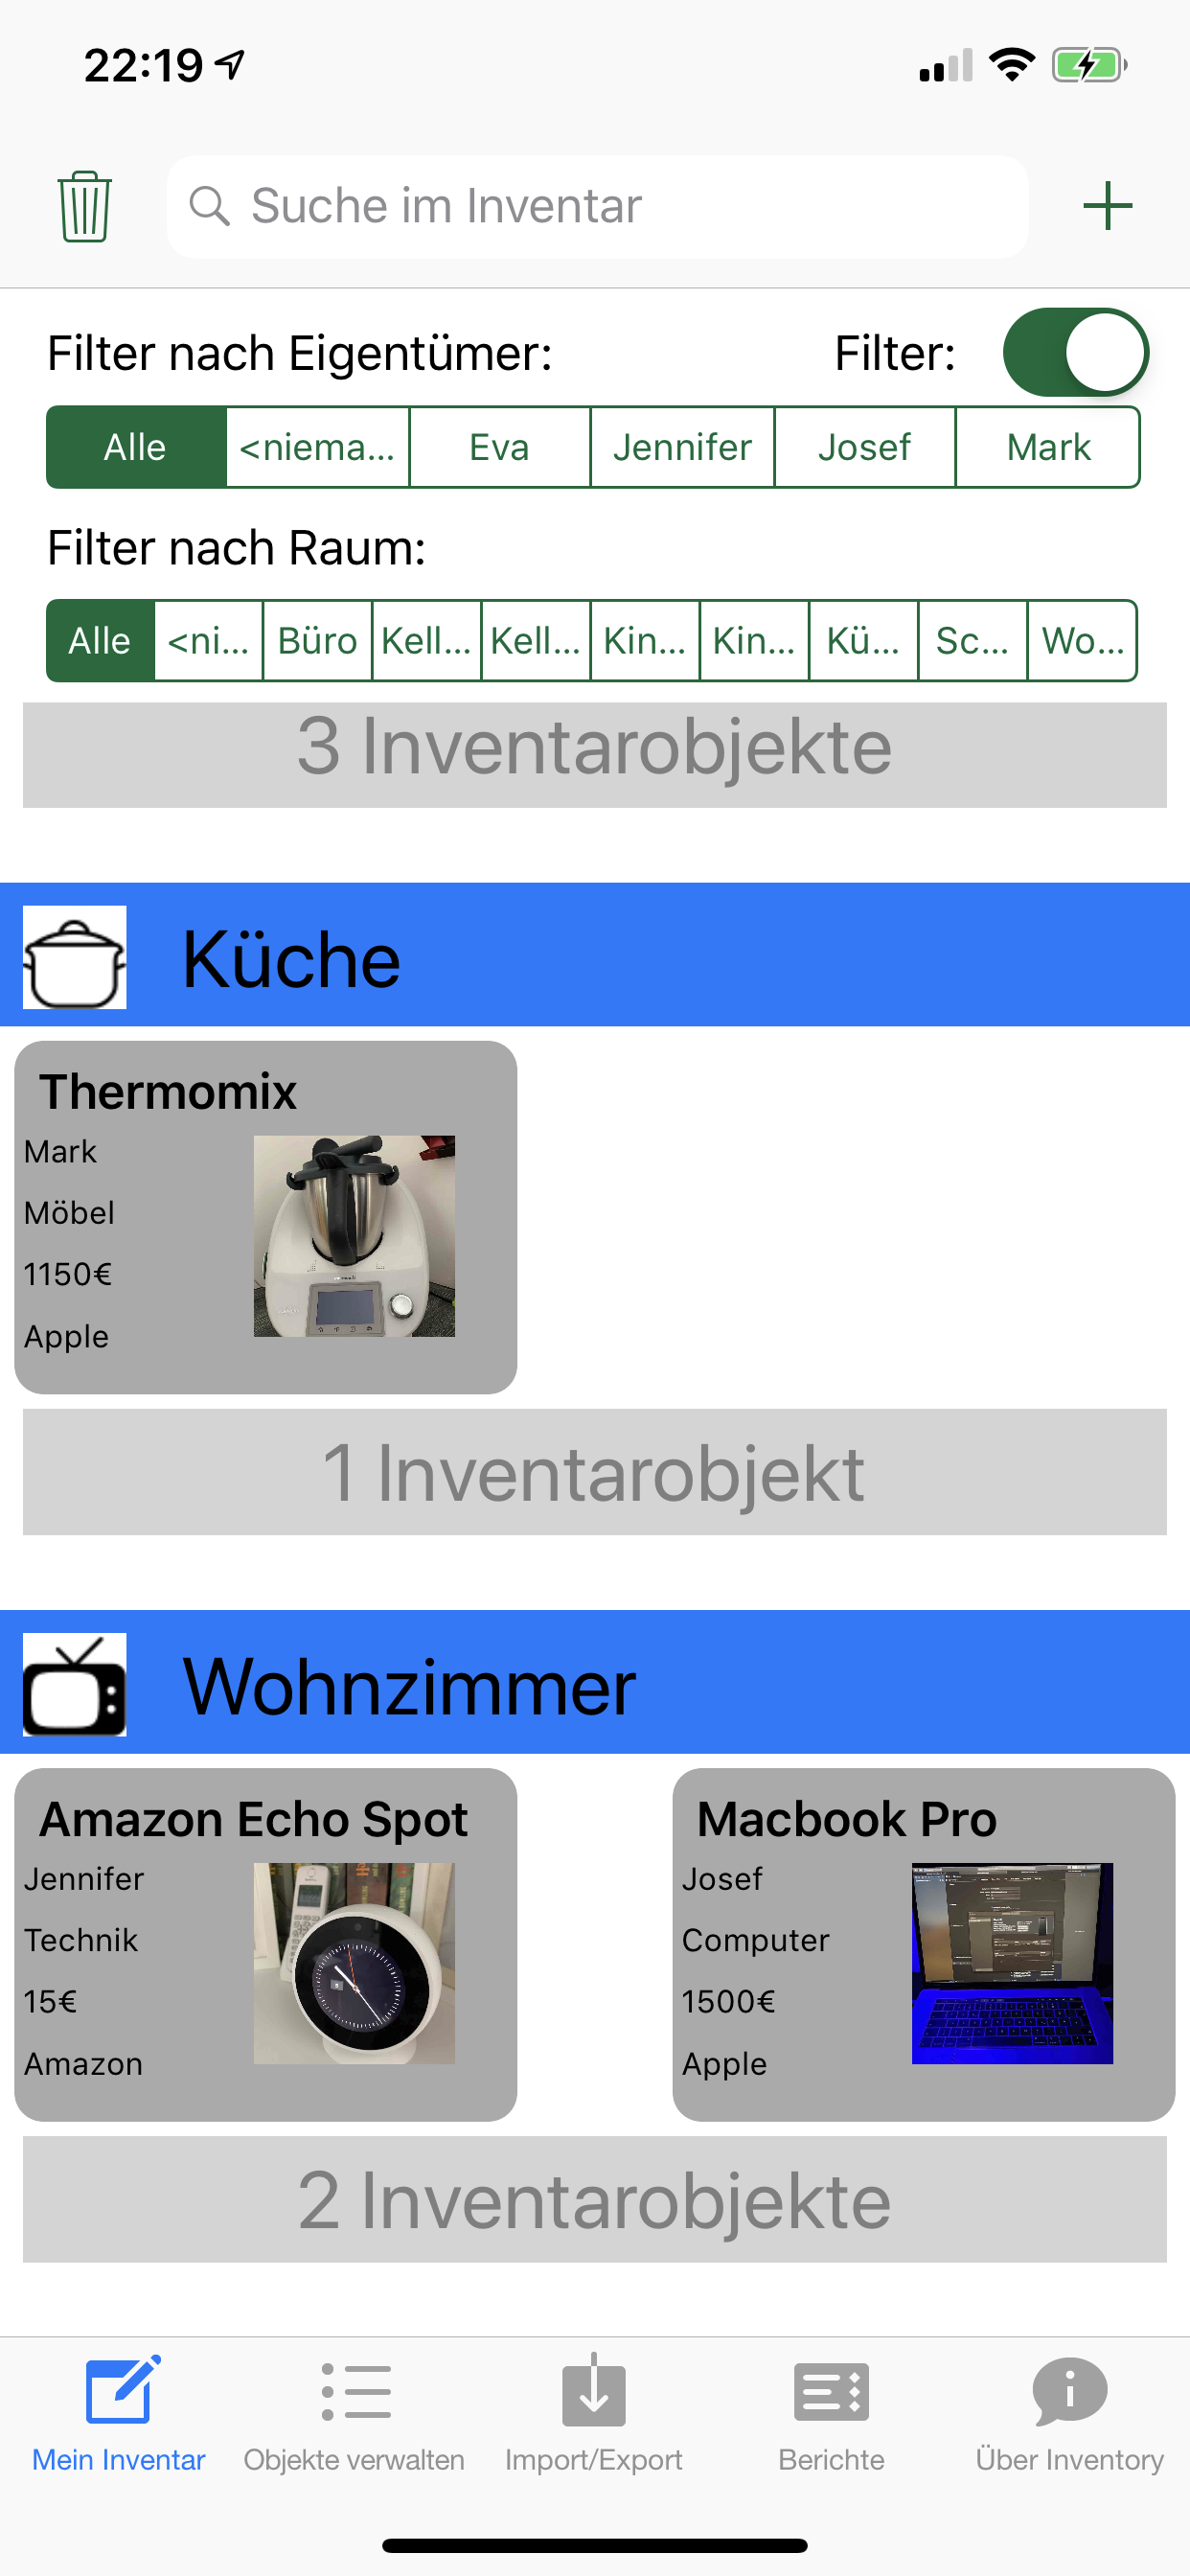 22:19
Suche im Inventar
Filter nach Eigentümer: Filter:
Alle <niema... Eva Jennifer Josef Mark
Filter nach Raum:
Alle <ni... Büro Kell... Kell... Kin... Kin... Kü... Sc... Wo...
3 Inventarobjekte
Küche
Thermomix
Mark
Möbel
1150€
Apple
1 Inventarobjekt
Wohnzimmer
Amazon Echo Spot
Jennifer
Technik
15€
Amazon
Macbook Pro
Josef
Computer
1500€
Apple
2 Inventarobjekte
Mein Inventar Objekte verwalten Import/Export Berichte Über Inventory